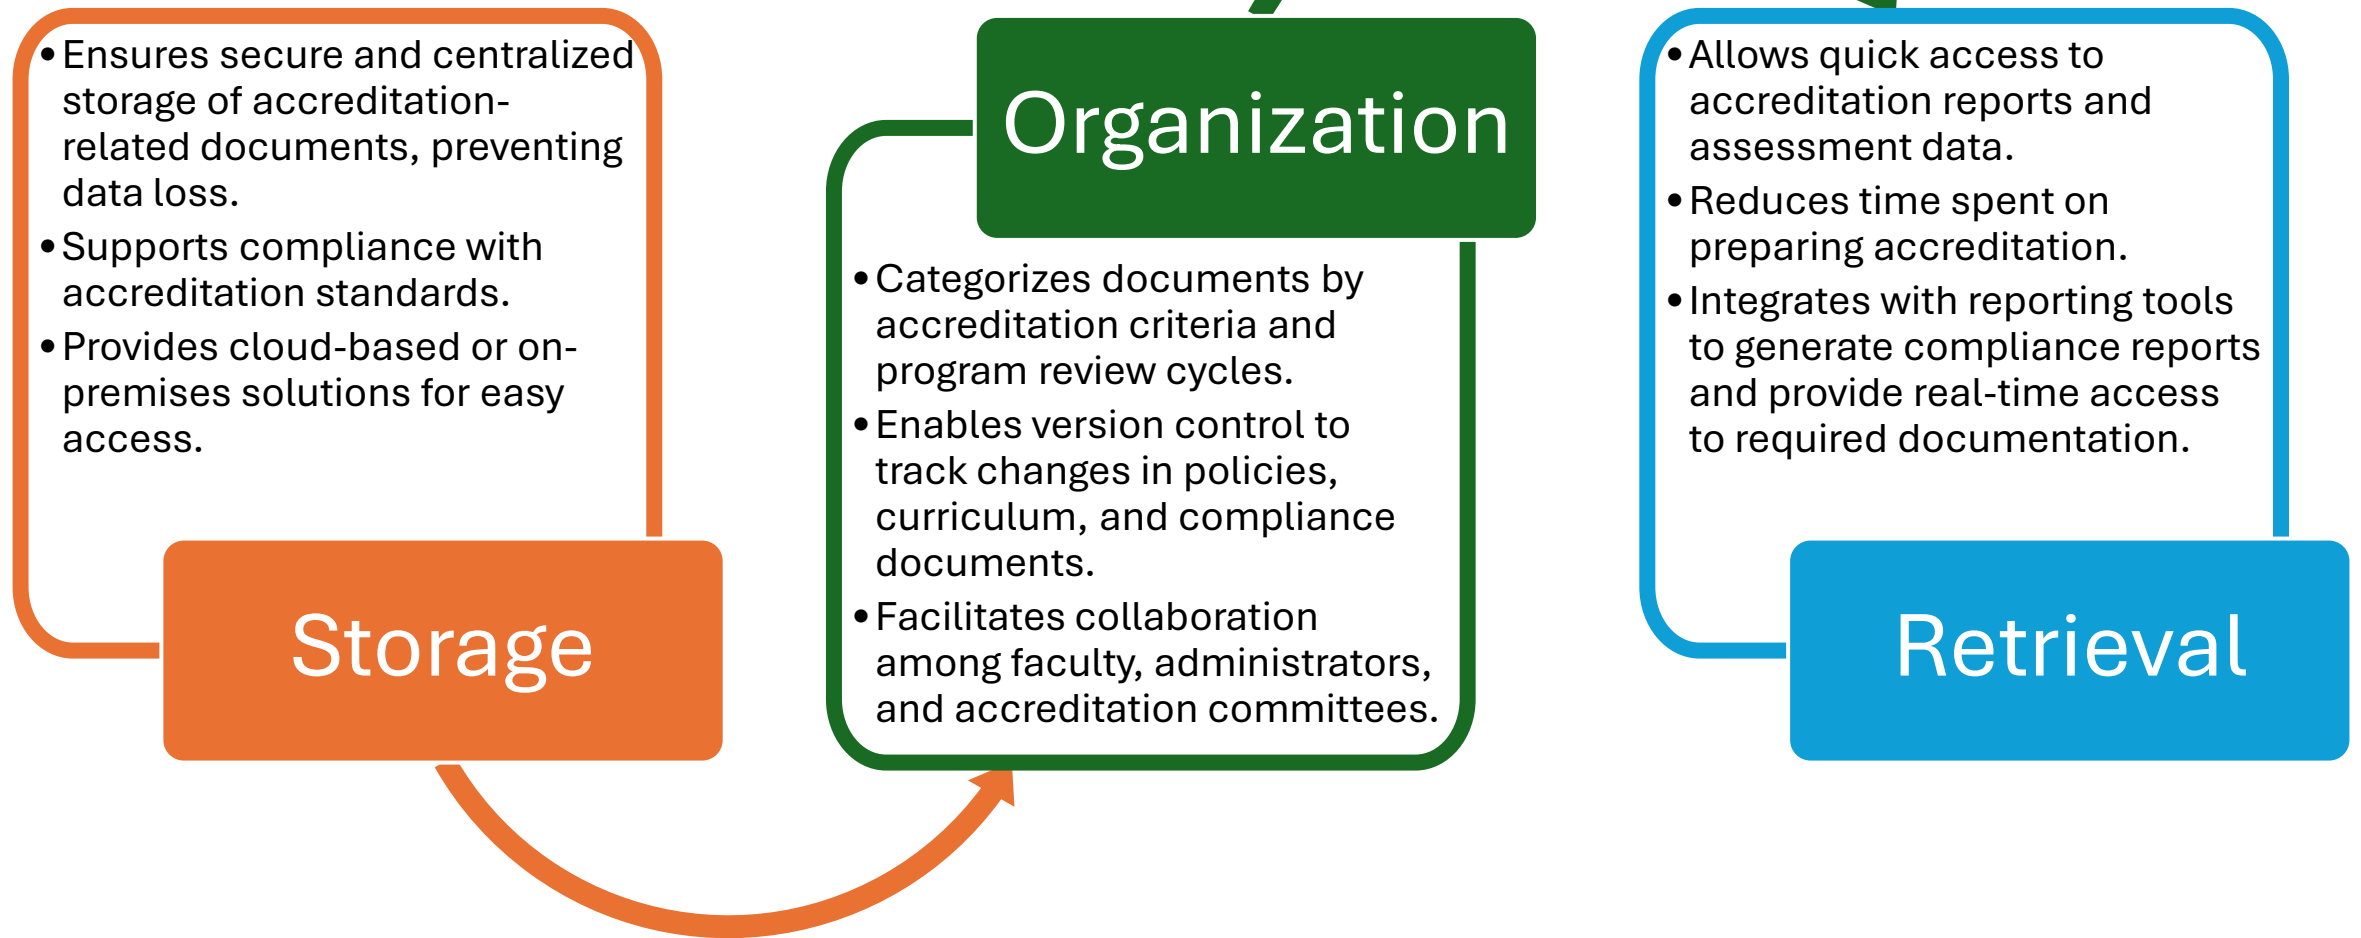 •Ensures secure and centralized
storage of accreditation-
related documents, preventing
data loss.
•Supports compliance with
accreditation standards.
•Provides cloud-based or on-
premises solutions for easy
access.
Storage
Organization
•Categorizes documents by
accreditation criteria and
program review cycles.
•Enables version control to
track changes in policies,
curriculum, and compliance
documents.
•Facilitates collaboration
among faculty, administrators,
and accreditation committees.
•Allows quick access to
accreditation reports and
assessment data.
•Reduces time spent on
preparing accreditation.
•Integrates with reporting tools
to generate compliance reports
and provide real-time access
to required documentation.
Retrieval